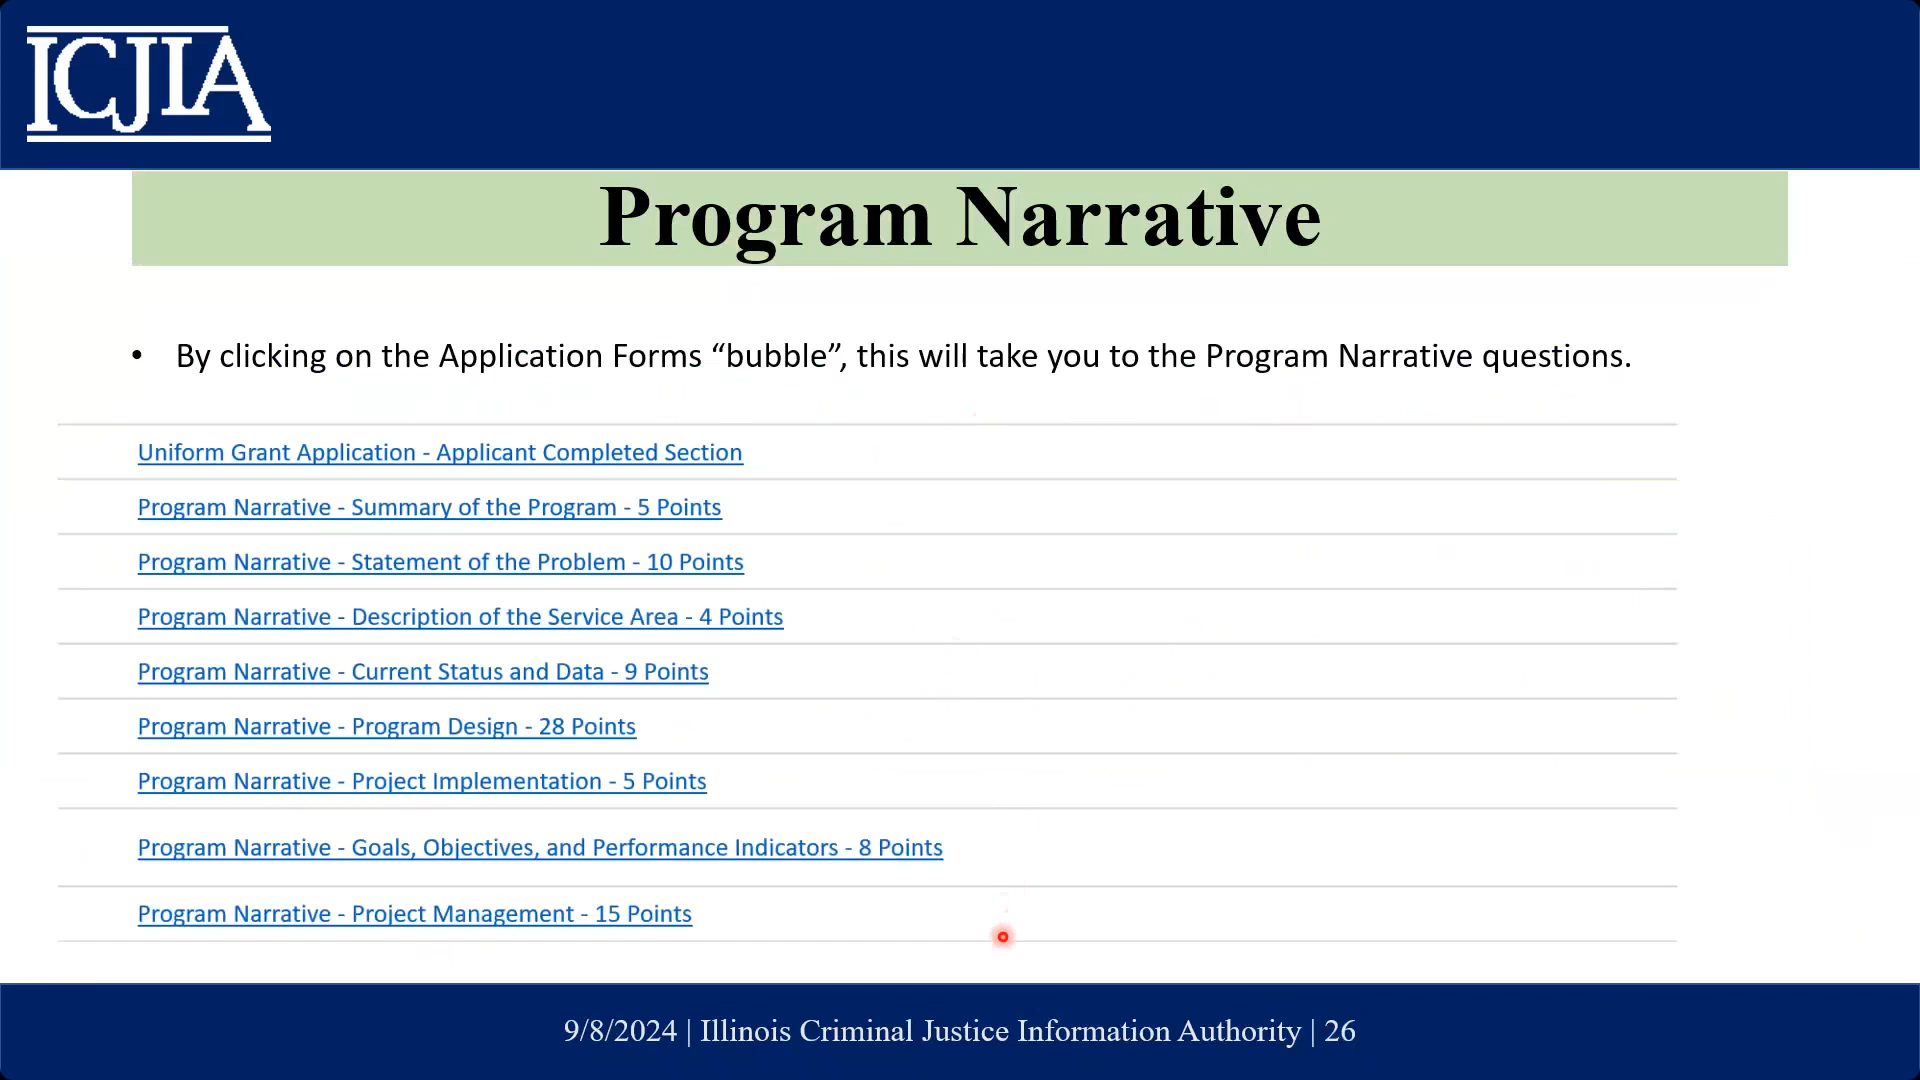 ICJIA
Program Narrative
• By clicking on the Application Forms “bubble”, this will take you to the Program Narrative questions.
Uniform Grant Application - Applicant Completed Section
Program Narrative - Summary of the Program - 5 Points
Program Narrative - Statement of the Problem - 10 Points
Program Narrative - Description of the Service Area - 4 Points
Program Narrative - Current Status and Data - 9 Points
Program Narrative - Program Design - 28 Points
Program Narrative - Project Implementation - 5 Points
Program Narrative - Goals, Objectives, and Performance Indicators - 8 Points
Program Narrative - Project Management - 15 Points
9/8/2024 | Illinois Criminal Justice Information Authority | 26